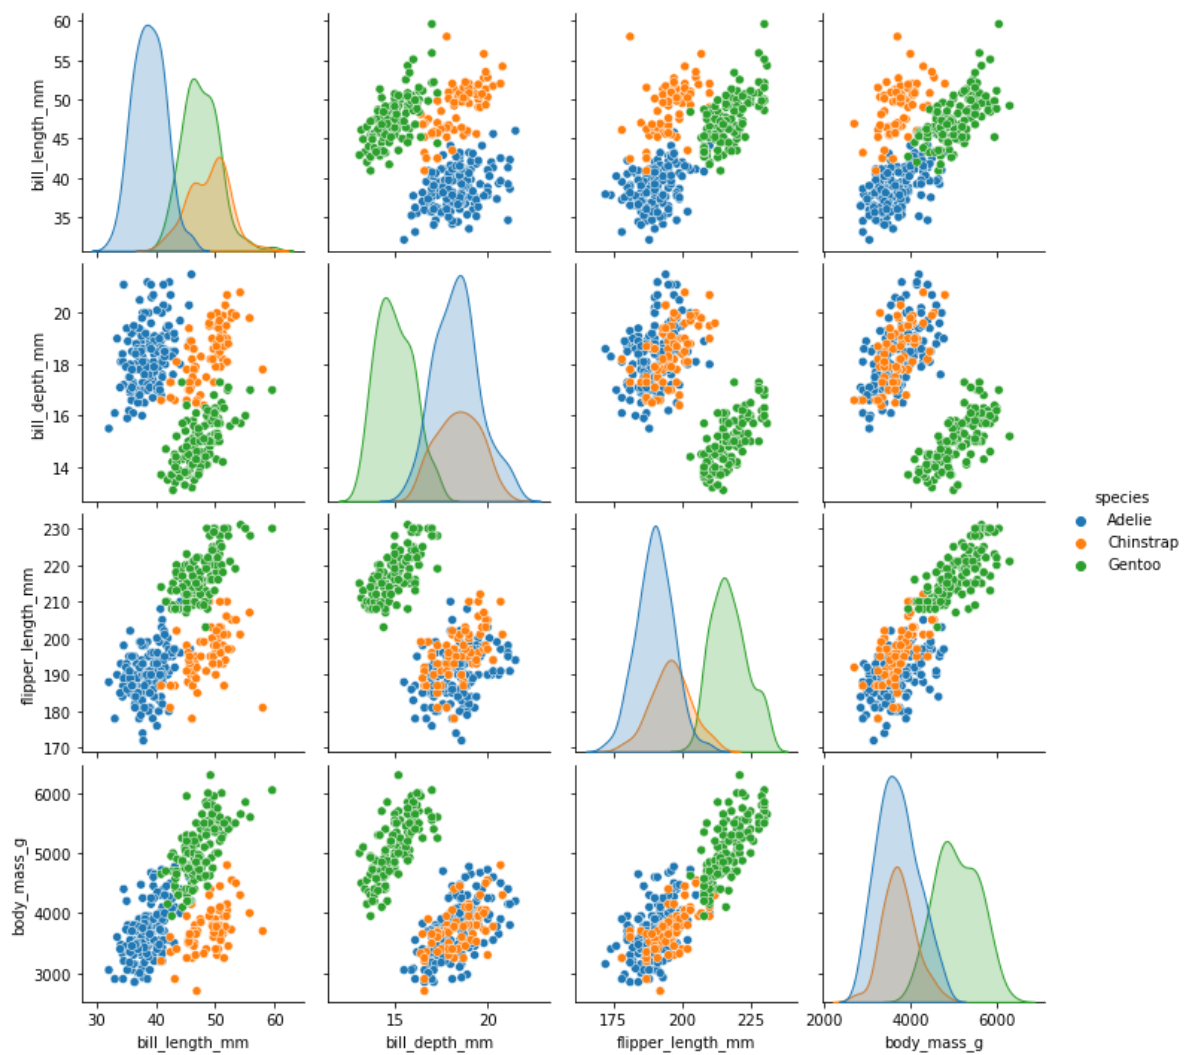 60
55
50
45
40
35
bill_length_mm
20
18
16
14
bill_depth_mm
species
Adelie
Chinstrap
Gentoo
230
220
210
200
190
180
170
flipper_length_mm
6000
5000
4000
3000
body_mass_g
30 40 50 60
bill_length_mm
15 20
bill_depth_mm
175 200 225
flipper_length_mm
2000 4000 6000
body_mass_g